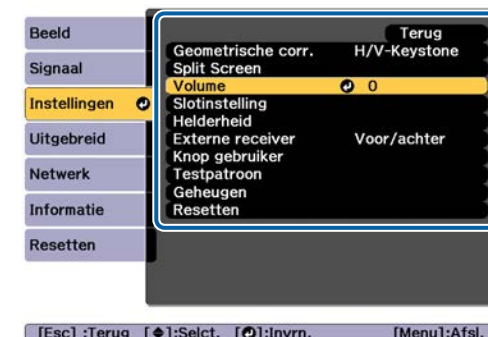 Beeld
Signaal
Instellingen
Uitgebreid
Netwerk
Informatie
Resetten
Terug
Geometrische corr. H/V-Keystone
Split Screen
Volume 0
Slotinstelling
Helderheid
Externe receiver Voor/achter
Knop gebruiker
Testpatroon
Geheugen
Resetten
[Esc] :Terug [◆]:Selct. [⏎]:Invrn. [Menu]:Afsl.